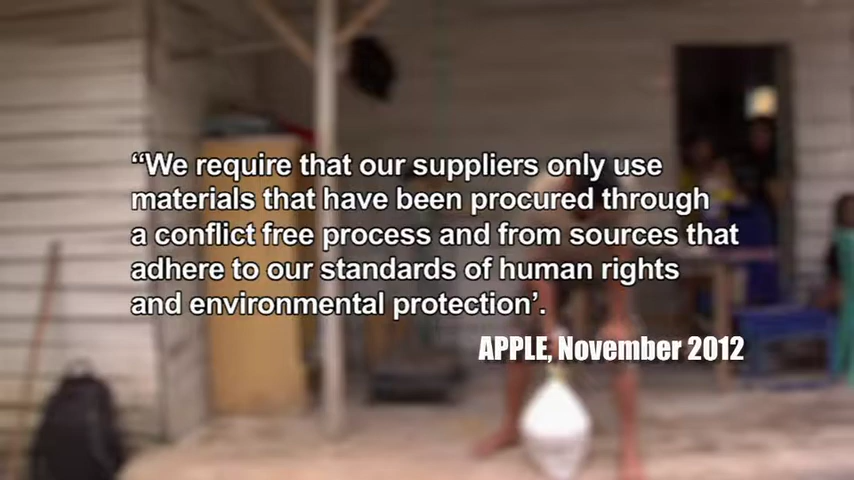 “We require that our suppliers only use
materials that have been procured through
a conflict free process and from sources that
adhere to our standards of human rights
and environmental protection’.
APPLE, November 2012